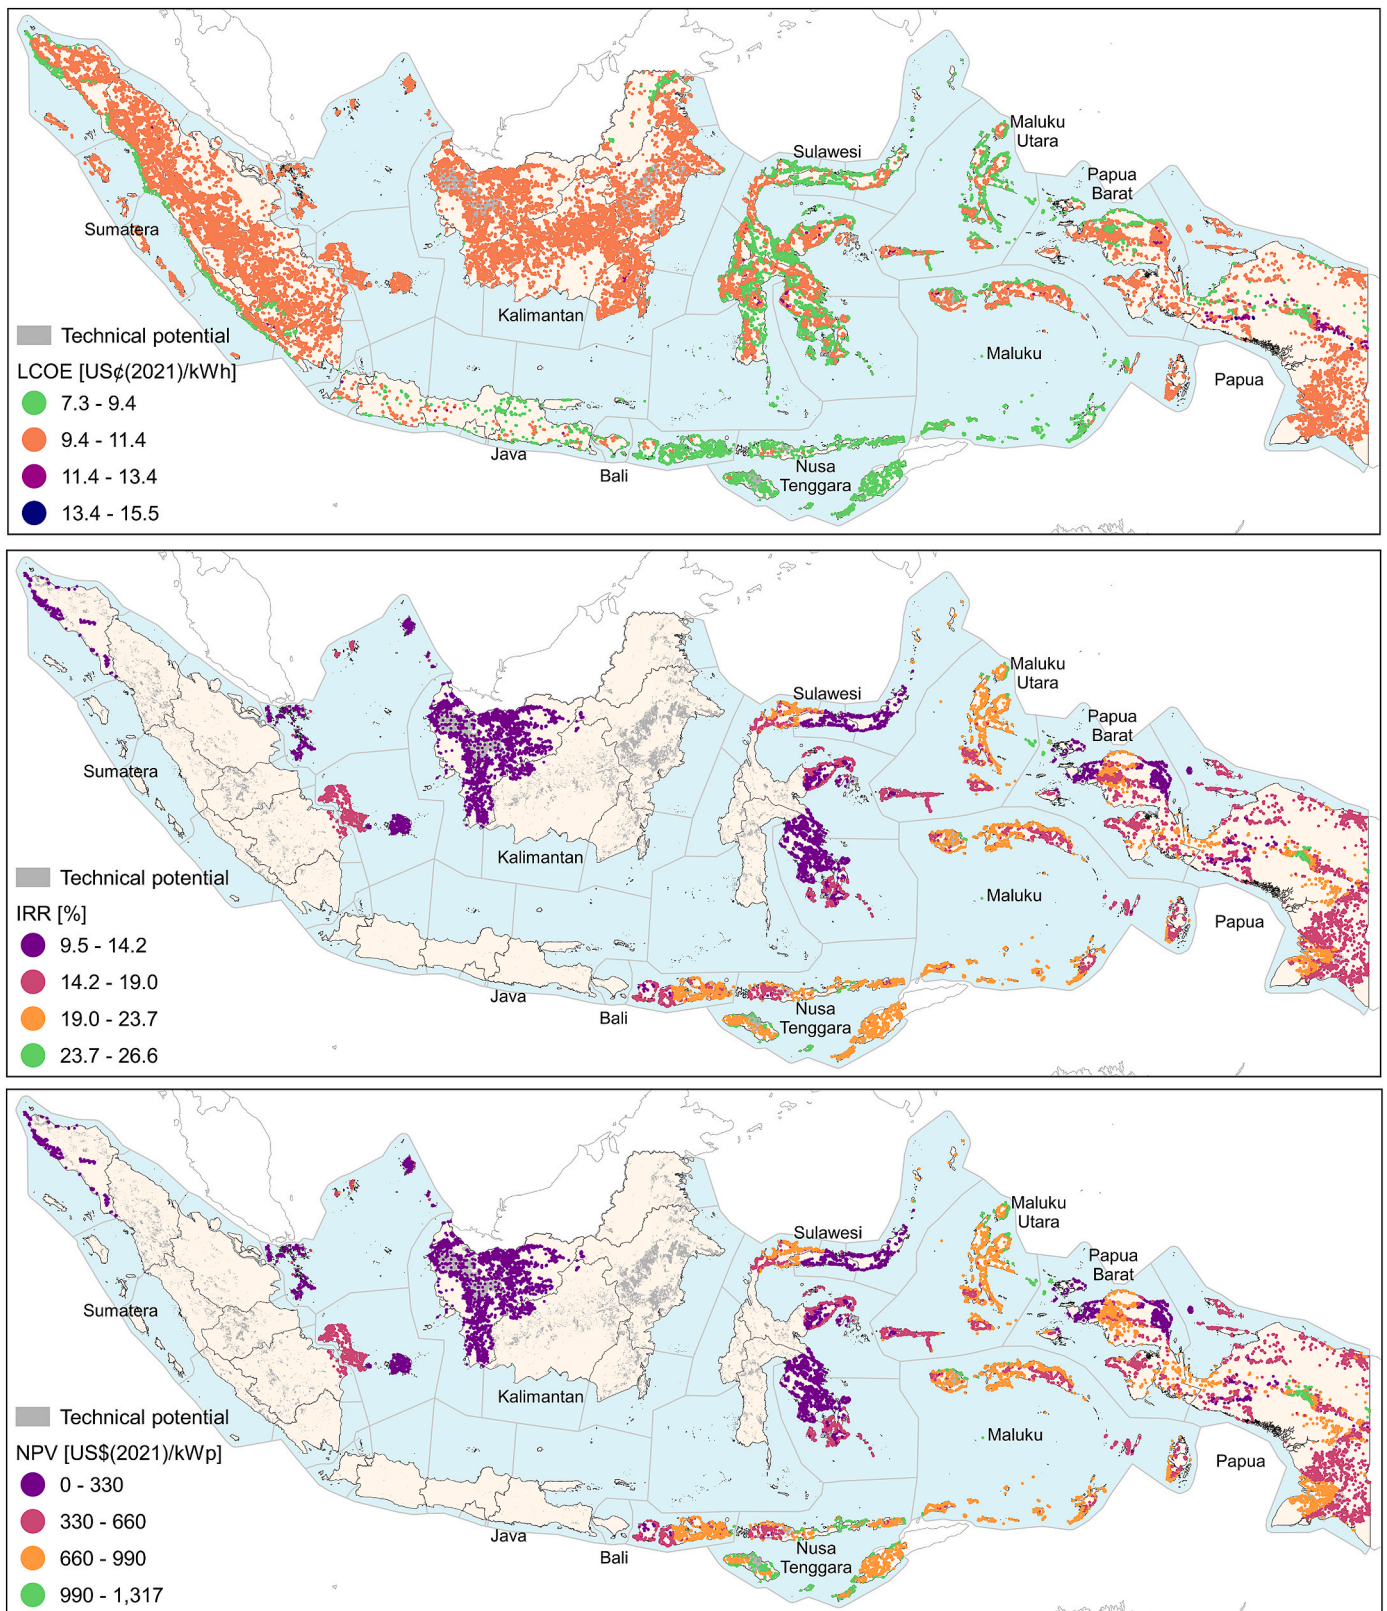 Maluku
Utara
Sulawesi
Papua
Barat
Sumatera
Kalimantan
Technical potential
Maluku
LCOE [US¢(2021)/kWh]
Papua
7.3 - 9.4
9.4 - 11.4
Java
Nusa
Tenggara
Bali
11.4 - 13.4
13.4 - 15.5
Maluku
Utara
Sulawesi
Papua
Barat
Sumatera
Kalimantan
Technical potential
Maluku
IRR [%]
Papua
9.5 - 14.2
14.2 - 19.0
Java
Nusa
Tenggara
Bali
19.0 - 23.7
23.7 - 26.6
Maluku
Utara
Sulawesi
Papua
Barat
Sumatera
Kalimantan
Technical potential
Maluku
NPV [US$(2021)/kWp]
Papua
0 - 330
330 - 660
Java
Nusa
Tenggara
Bali
660 - 990
990 - 1,317